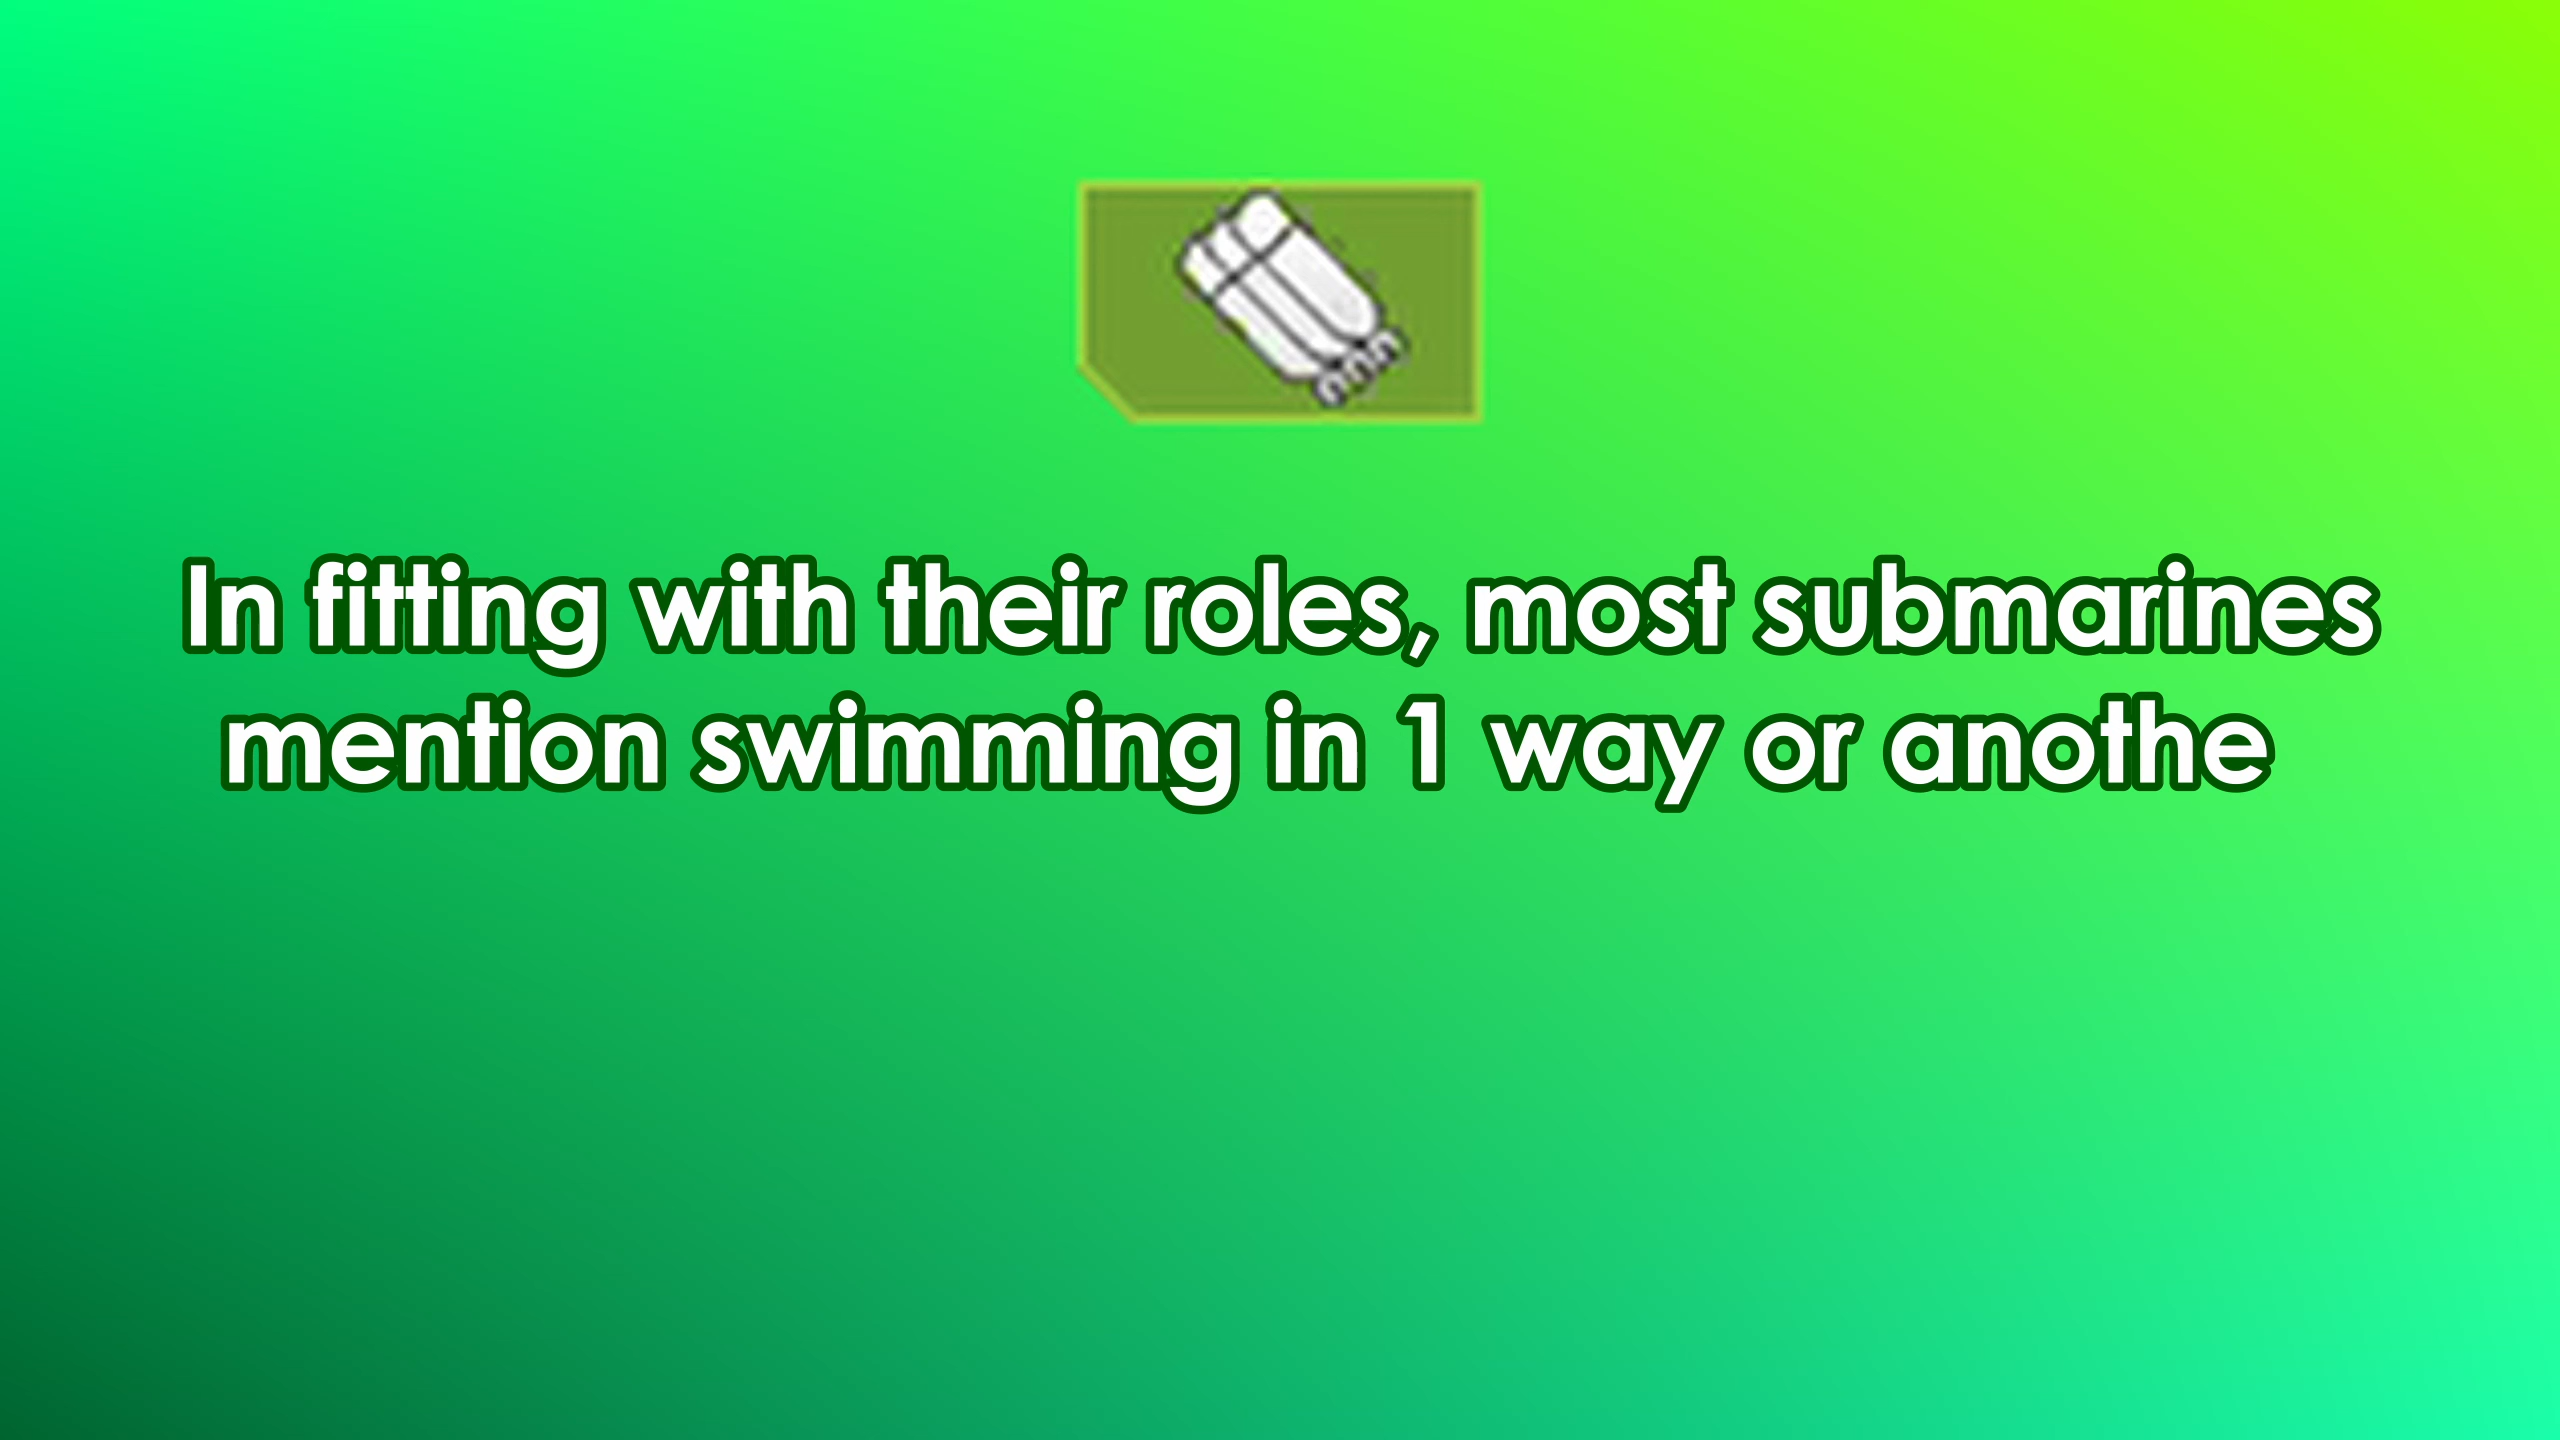 In fitting with their roles, most submarines
mention swimming in 1 way or anothe